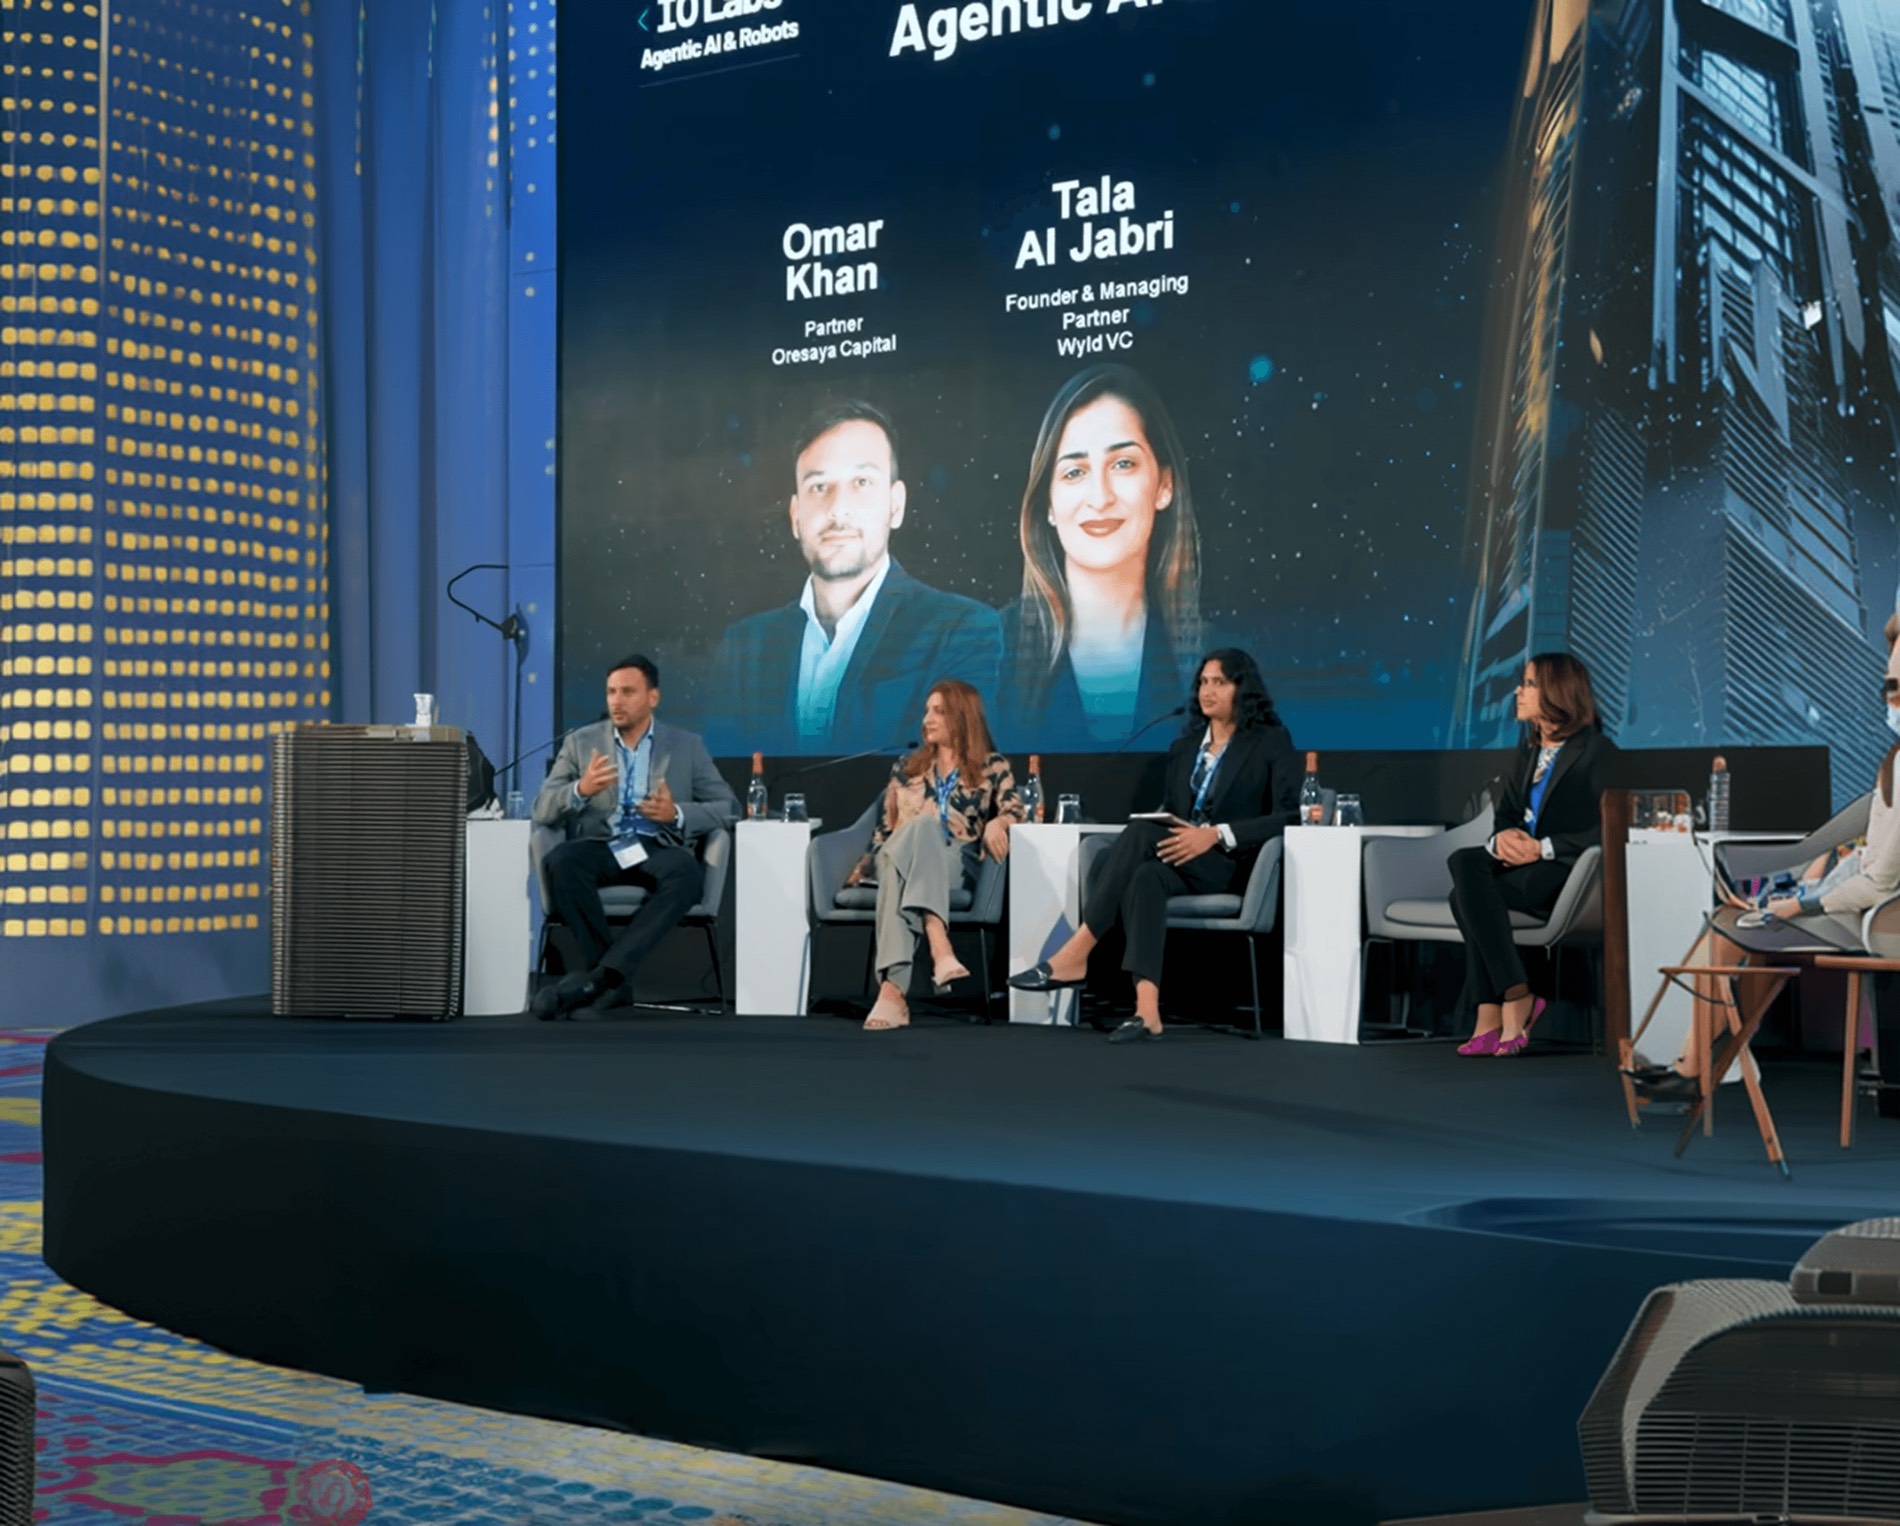 IO Labs
Agentic AI & Robots
Agentic
Omar
Khan
Partner
Oresaya Capital
Tala
Al Jabri
Founder & Managing
Partner
Wyld VC